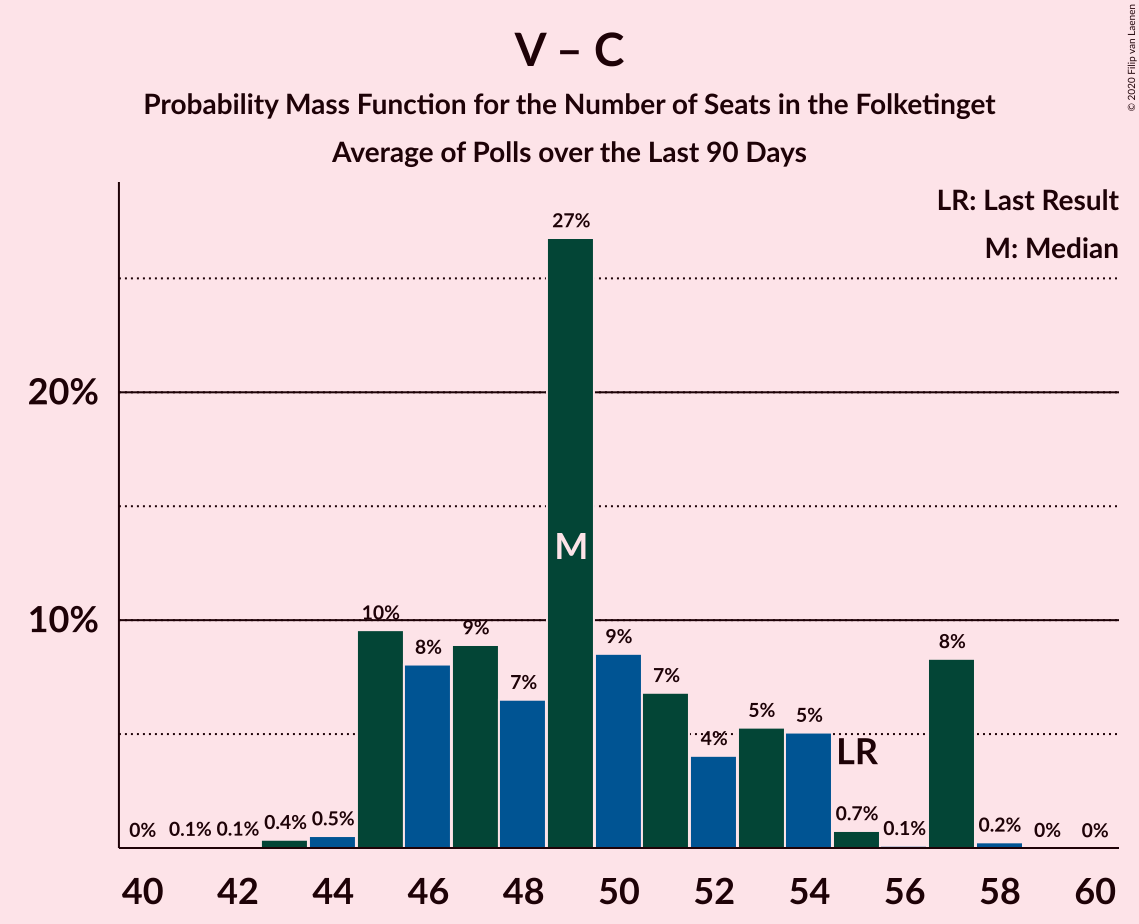 V – C
Probability Mass Function for the Number of Seats in the Folketinget
Average of Polls over the Last 90 Days
© 2020 Filip van Laenen
LR: Last Result
M: Median
20%
10%
0%
0.1%
0.1%
0.4%
0.5%
10%
8%
9%
7%
27%
M
9%
7%
4%
5%
5%
LR
0.7%
0.1%
8%
0.2%
0%
0%
40 42 44 46 48 50 52 54 56 58 60